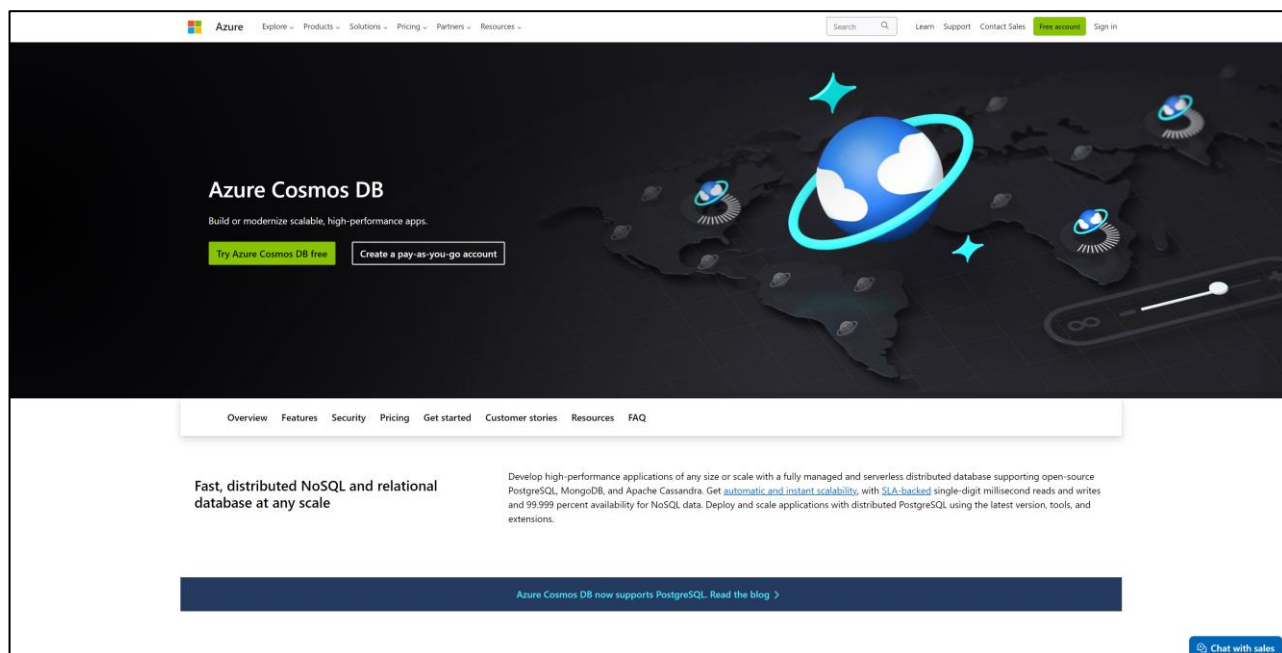 Azure Explore Products Solutions Pricing Partners Resources Search Learn Support Contact Sales Free account Sign in
Azure Cosmos DB
Build or modernize scalable, high-performance apps.
Try Azure Cosmos DB free Create a pay-as-you-go account
Overview Features Security Pricing Get started Customer stories Resources FAQ
Fast, distributed NoSQL and relational
database at any scale
Develop high-performance applications of any size or scale with a fully managed and serverless distributed database supporting open-source
PostgreSQL, MongoDB, and Apache Cassandra. Get automatic and instant scalability, with SLA-backed single-digit millisecond reads and writes
and 99.999 percent availability for NoSQL data. Deploy and scale applications with distributed PostgreSQL using the latest version, tools, and
extensions.
Azure Cosmos DB now supports PostgreSQL. Read the blog
Chat with sales